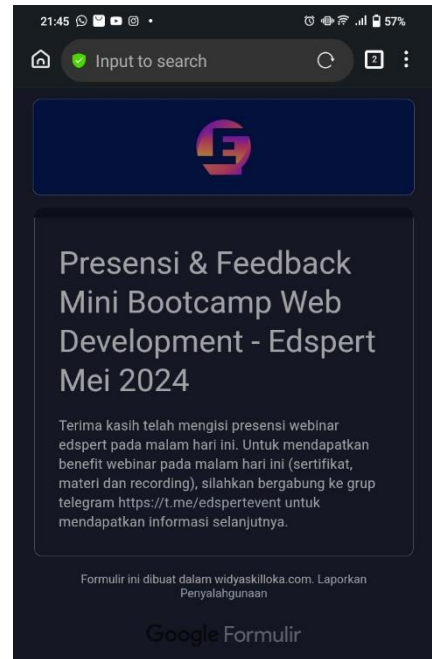 21:45
57%
Input to search
2
E
Presensi & Feedback
Mini Bootcamp Web
Development - Edspert
Mei 2024
Terima kasih telah mengisi presensi webinar
edspert pada malam hari ini. Untuk mendapatkan
benefit webinar pada malam hari ini (sertifikat,
materi dan recording), silahkan bergabung ke grup
telegram https://t.me/edspertevent untuk
mendapatkan informasi selanjutnya.
Formulir ini dibuat dalam widyaskilloka.com. Laporkan
Penyalahgunaan
Google Formulir